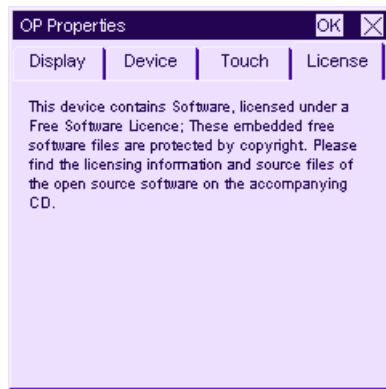 OP Properties OK
Display Device Touch License
This device contains Software, licensed under a
Free Software Licence; These embedded free
software files are protected by copyright. Please
find the licensing information and source files of
the open source software on the accompanying
CD.